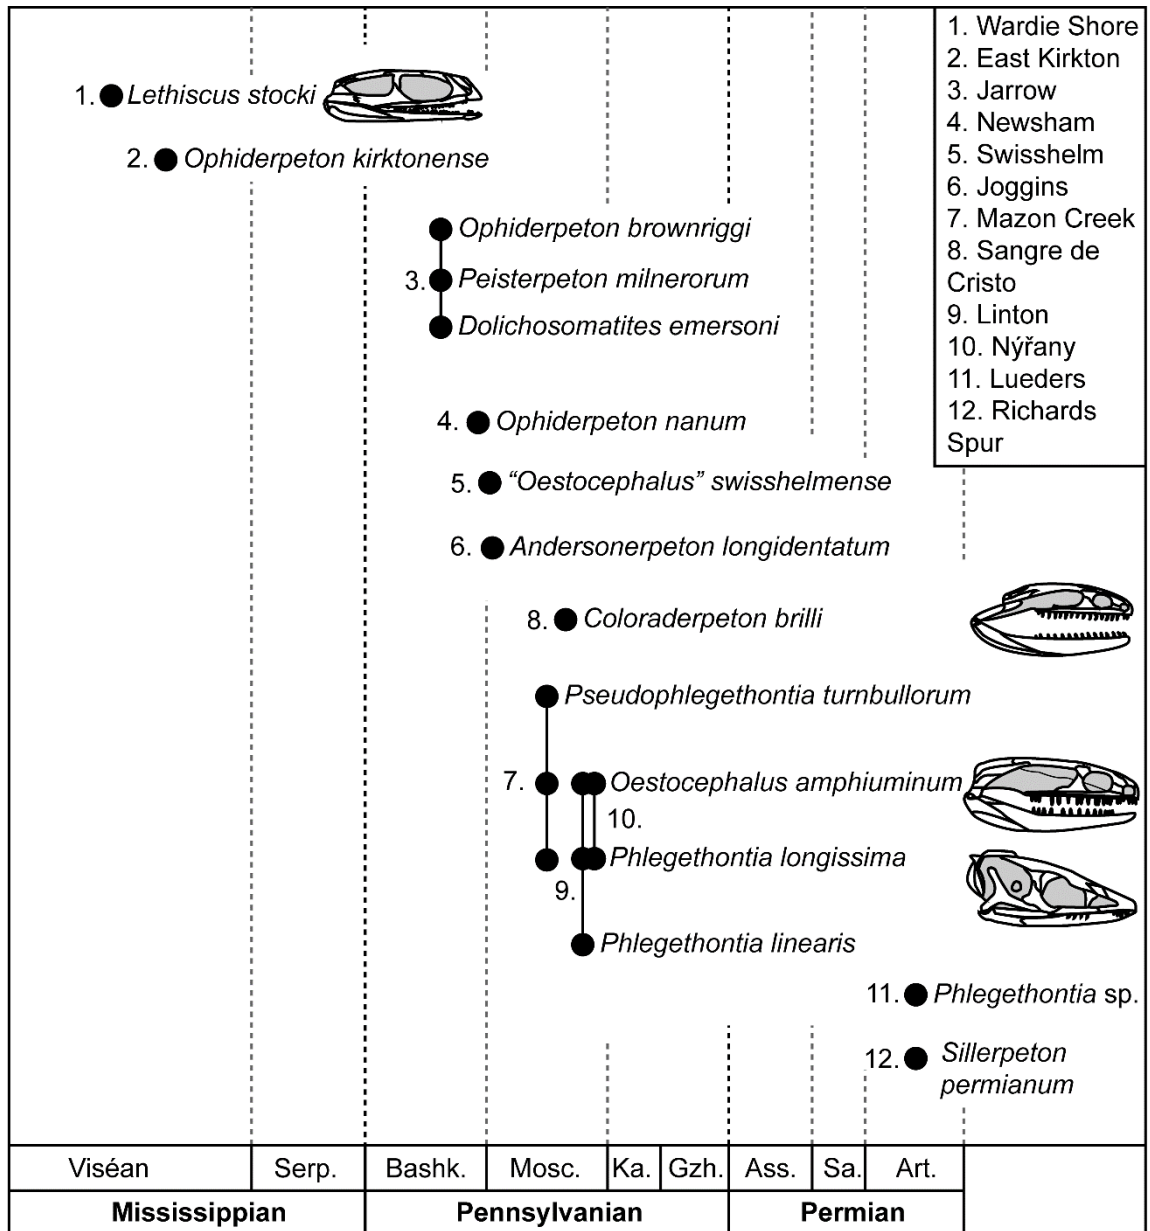 1. Lethiscus stocki
2. Ophiderpeton kirktonense
Ophiderpeton brownriggi
3. Peisterpeton milnerorum
Dolichosomatites emersoni
4. Ophiderpeton nanum
5. “Oestocephalus” swisshelmense
6. Andersonerpeton longidentatum
8. Coloraderpeton brilli
Pseudophlegethontia turnbullorum
7. Oestocephalus amphiuminum
10.
Phlegethontia longissima
9.
Phlegethontia linearis
11. Phlegethontia sp.
12. Sillerpeton
permianum
1. Wardie Shore
2. East Kirkton
3. Jarrow
4. Newsham
5. Swisshelm
6. Joggins
7. Mazon Creek
8. Sangre de
Cristo
9. Linton
10. Nýřany
11. Lueders
12. Richards
Spur
Viséan Serp. Bashk. Mosc. Ka. Gzh. Ass. Sa. Art.
Mississippian Pennsylvanian Permian